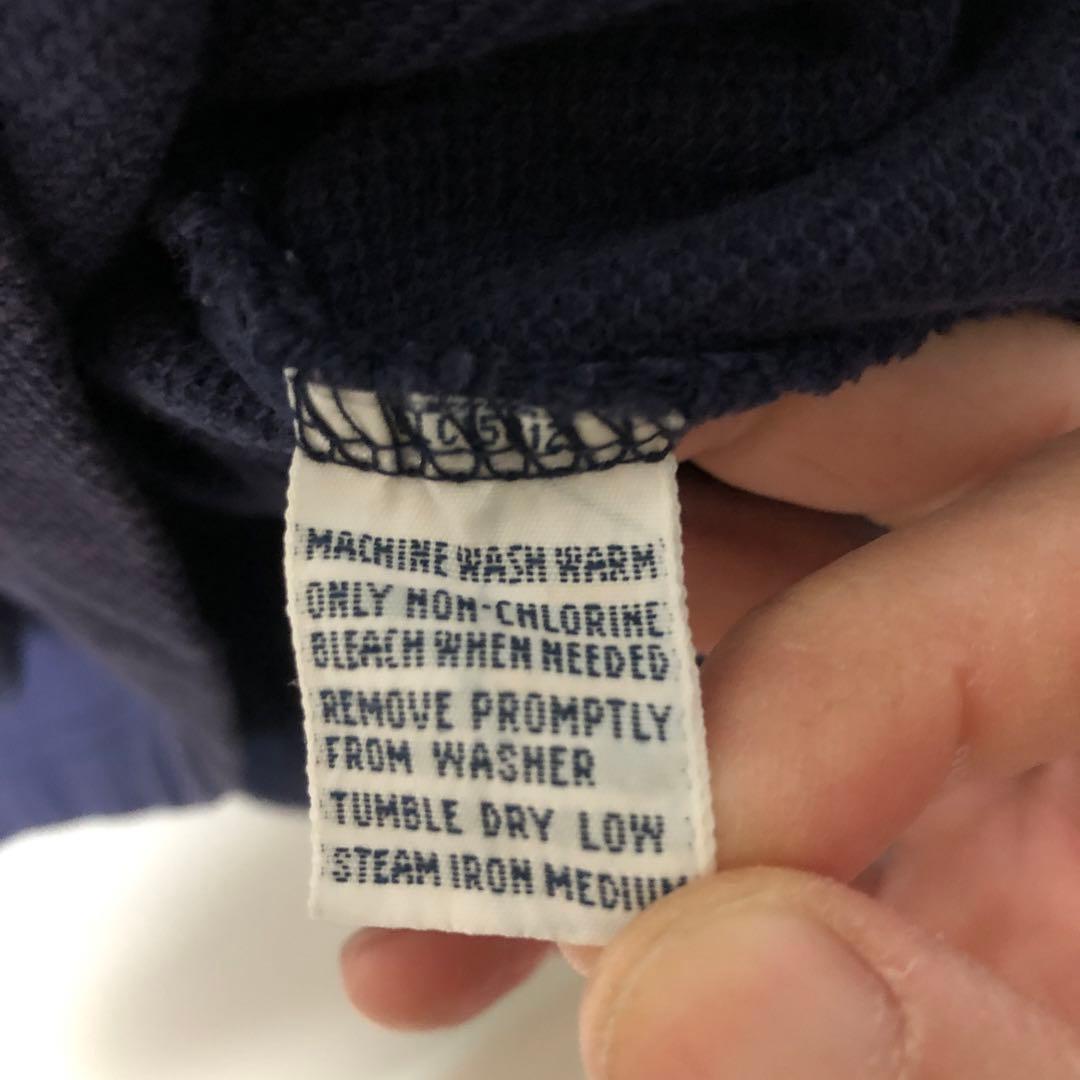 MACHINE WASH WARM
ONLY NON-CHLORINE
BLEACH WHEN NEEDED
REMOVE PROMPTLY
FROM WASHER
TUMBLE DRY LOW
STEAM IRON MEDIUM